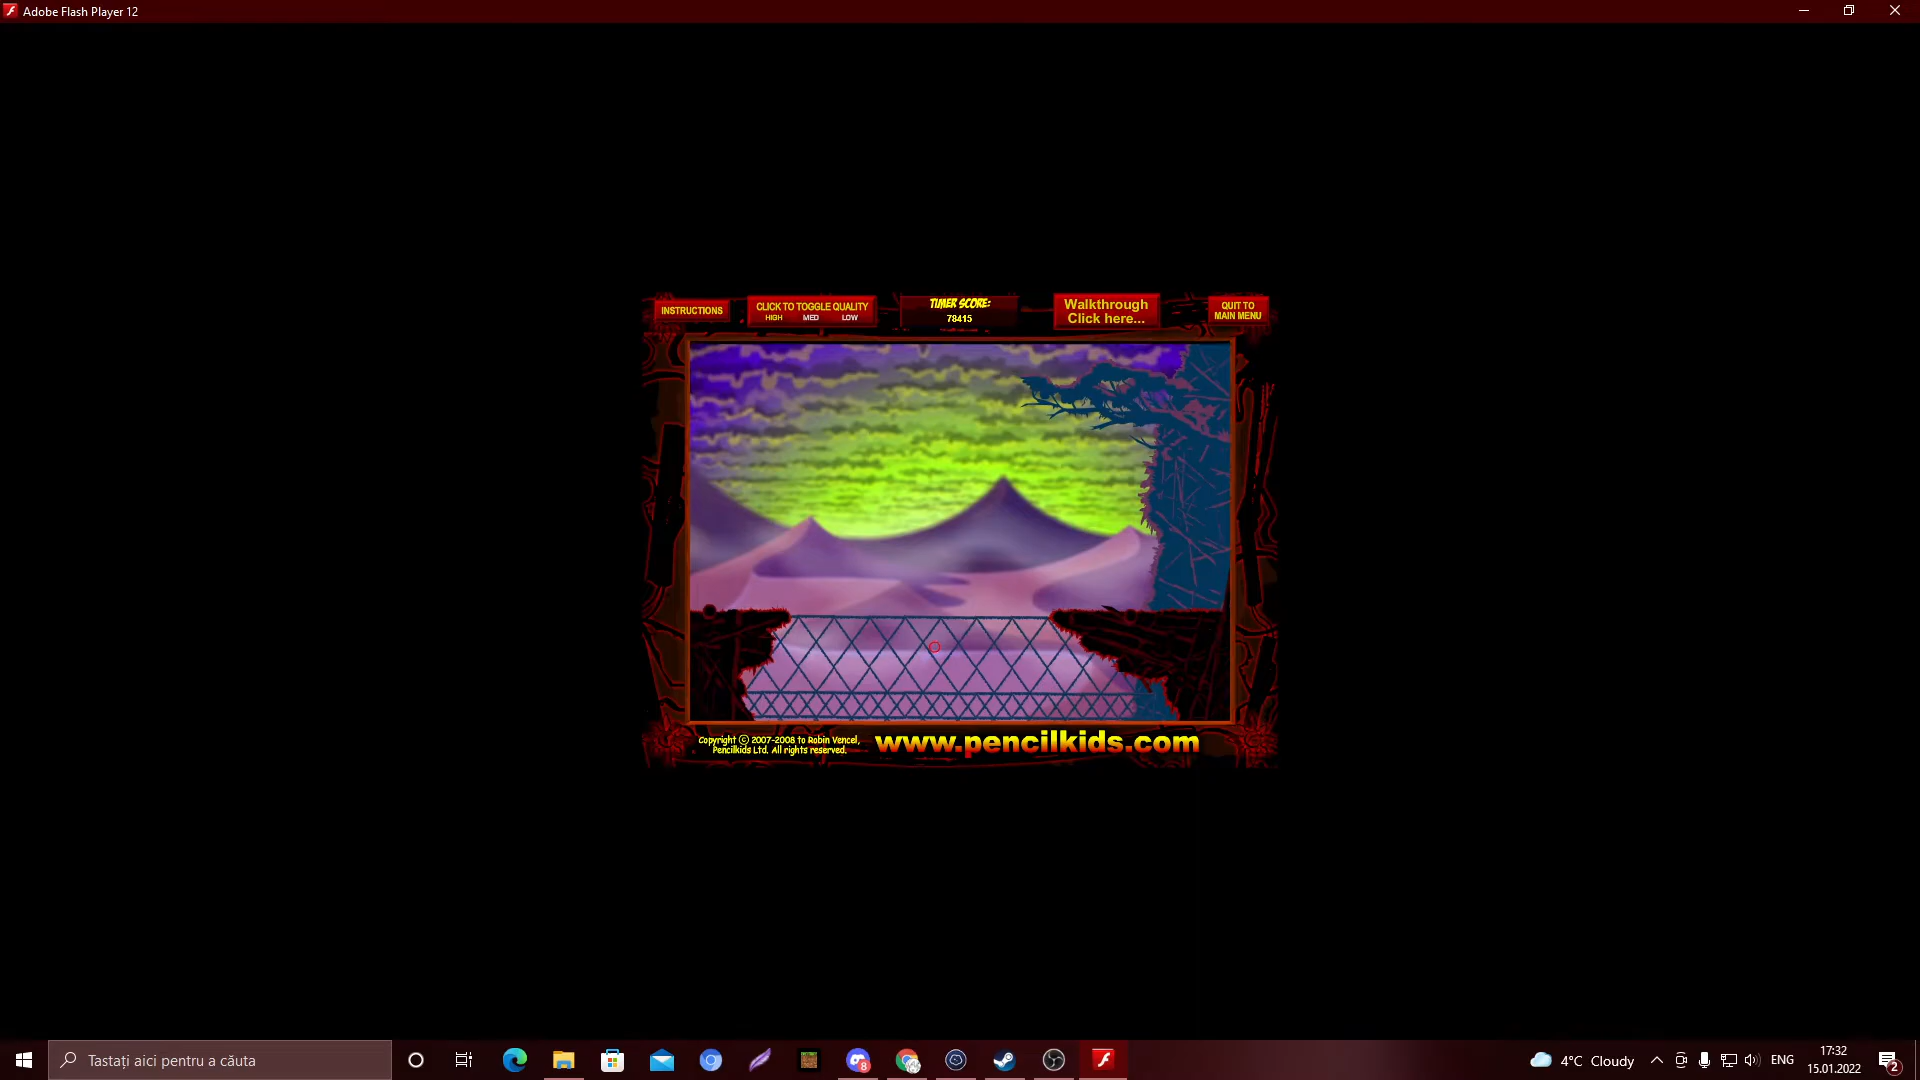 Adobe Flash Player 12
INSTRUCTIONS
CLICK TO TOGGLE QUALITY
HIGH MED LOW
TIMER SCORE:
78415
Walkthrough
Click here...
QUIT TO
MAIN MENU
Copyright © 2007-2008 to Robin Vencel,
Pencilkids Ltd. All rights reserved.
www.pencilkids.com
Tastați aici pentru a căuta
8
4°C Cloudy
ENG
17:32
15.01.2022
2